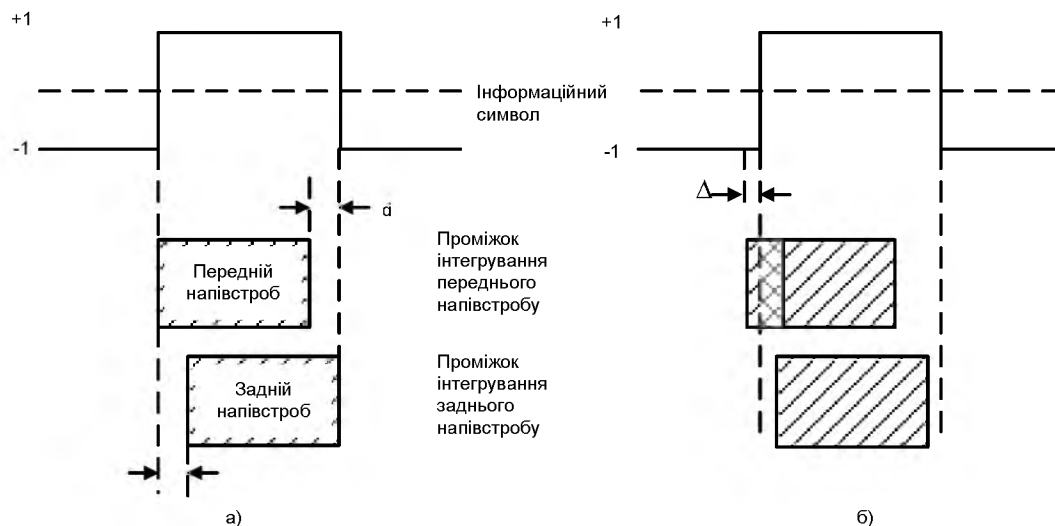 +1
+1
Інформаційний
символ
-1
-1
d
Δ
Передній
напівстроб
Проміжок
інтегрування
переднього
напівстробу
Задній
напівстроб
Проміжок
інтегрування
заднього
напівстробу
а)
б)